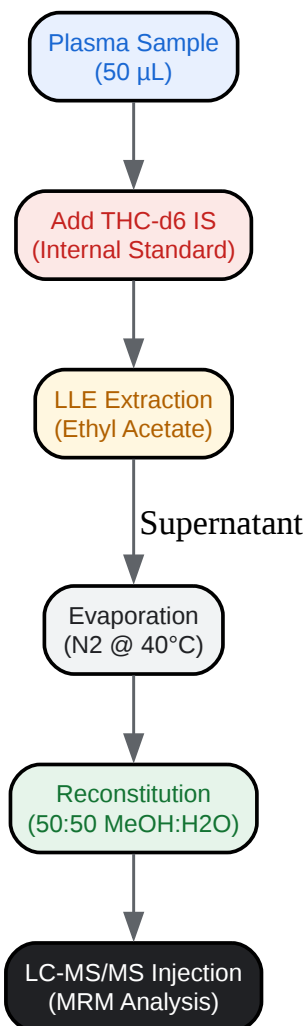 Plasma Sample
(50 µL)
Add THC-d6 IS
(Internal Standard)
LLE Extraction
(Ethyl Acetate)
Supernatant
Evaporation
(N2 @ 40°C)
Reconstitution
(50:50 MeOH:H2O)
LC-MS/MS Injection
(MRM Analysis)